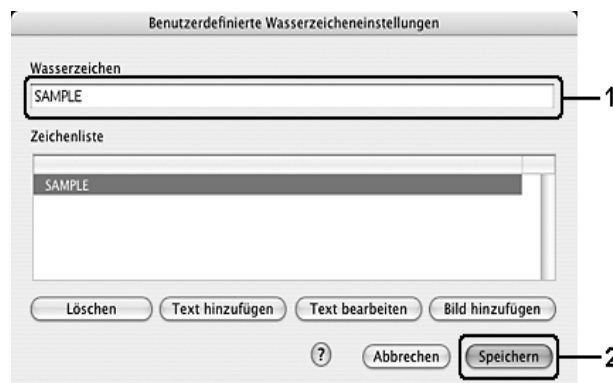 Benutzerdefinierte Wasserzeicheneinstellungen
Wasserzeichen
SAMPLE
1
Zeichenliste
SAMPLE
Löschen Text hinzufügen Text bearbeiten Bild hinzufügen
? Abbrechen Speichern 2